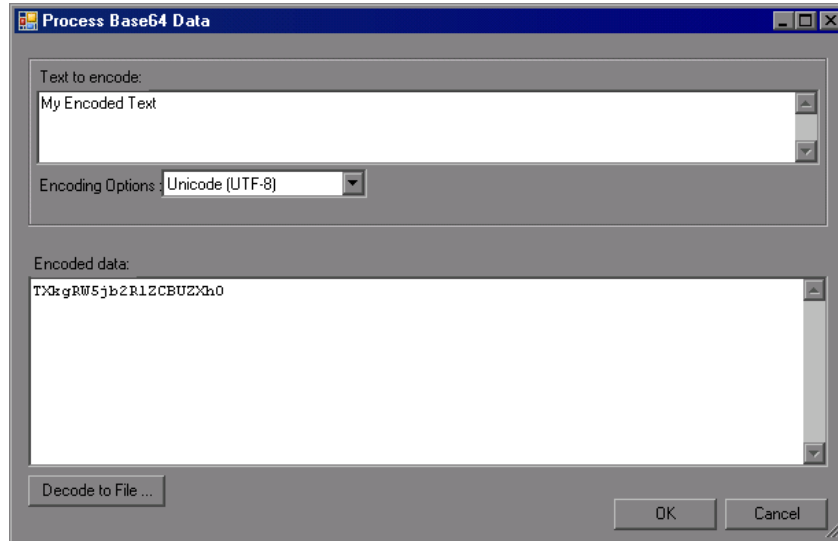 Process Base64 Data
Text to encode:
My Encoded Text
Encoding Options : Unicode (UTF-8)
Encoded data:
TXkgRW5jb2RlZCBUZXh0
Decode to File ...
OK Cancel